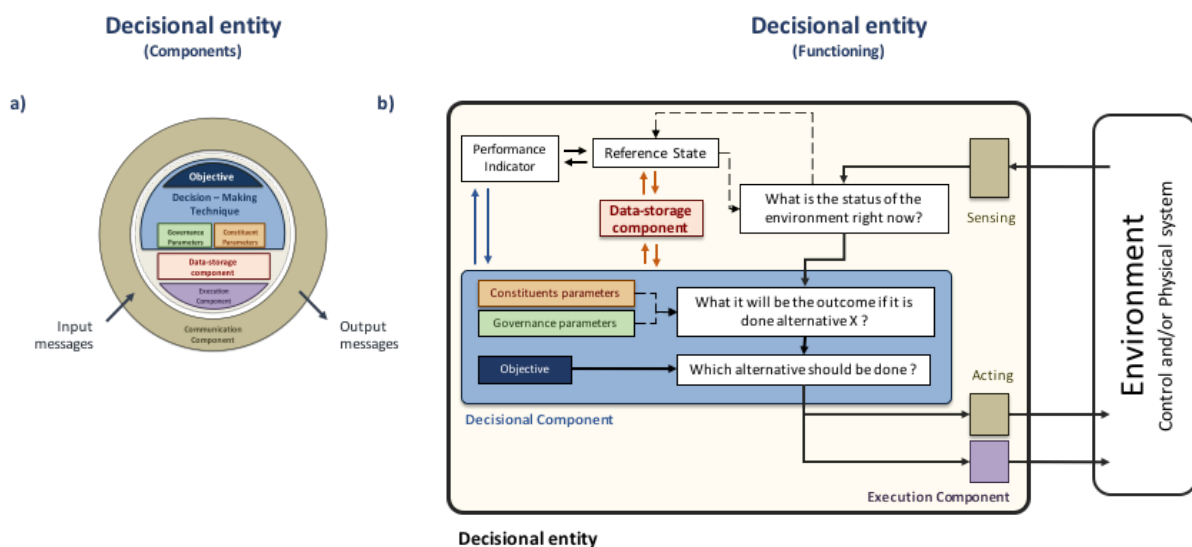 Decisional entity
(Components)
a)
Objective
Decision – Making
Technique
Governance
Parameters
Constituent
Parameters
Data-storage
component
Execution
Component
Communication
Component
Input
messages
Output
messages
Decisional entity
(Functioning)
b)
Performance
Indicator
Reference State
Data-storage
component
What is the status of the
environment right now?
Sensing
Constituents parameters
Governance parameters
What it will be the outcome if it is
done alternative X ?
Objective
Which alternative should be done ?
Decisional Component
Acting
Execution Component
Decisional entity
Environment
Control and/or Physical system